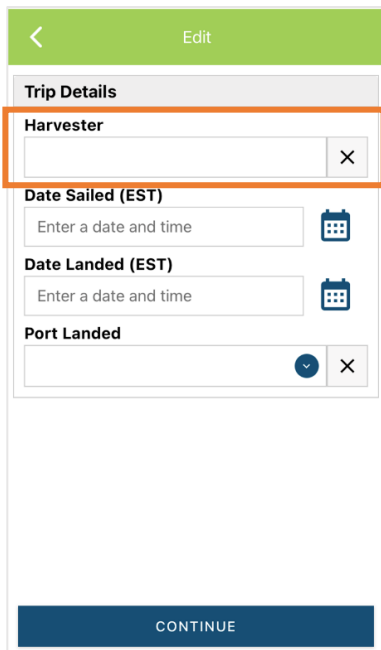 Edit
Trip Details
Harvester
Date Sailed (EST)
Enter a date and time
Date Landed (EST)
Enter a date and time
Port Landed
CONTINUE